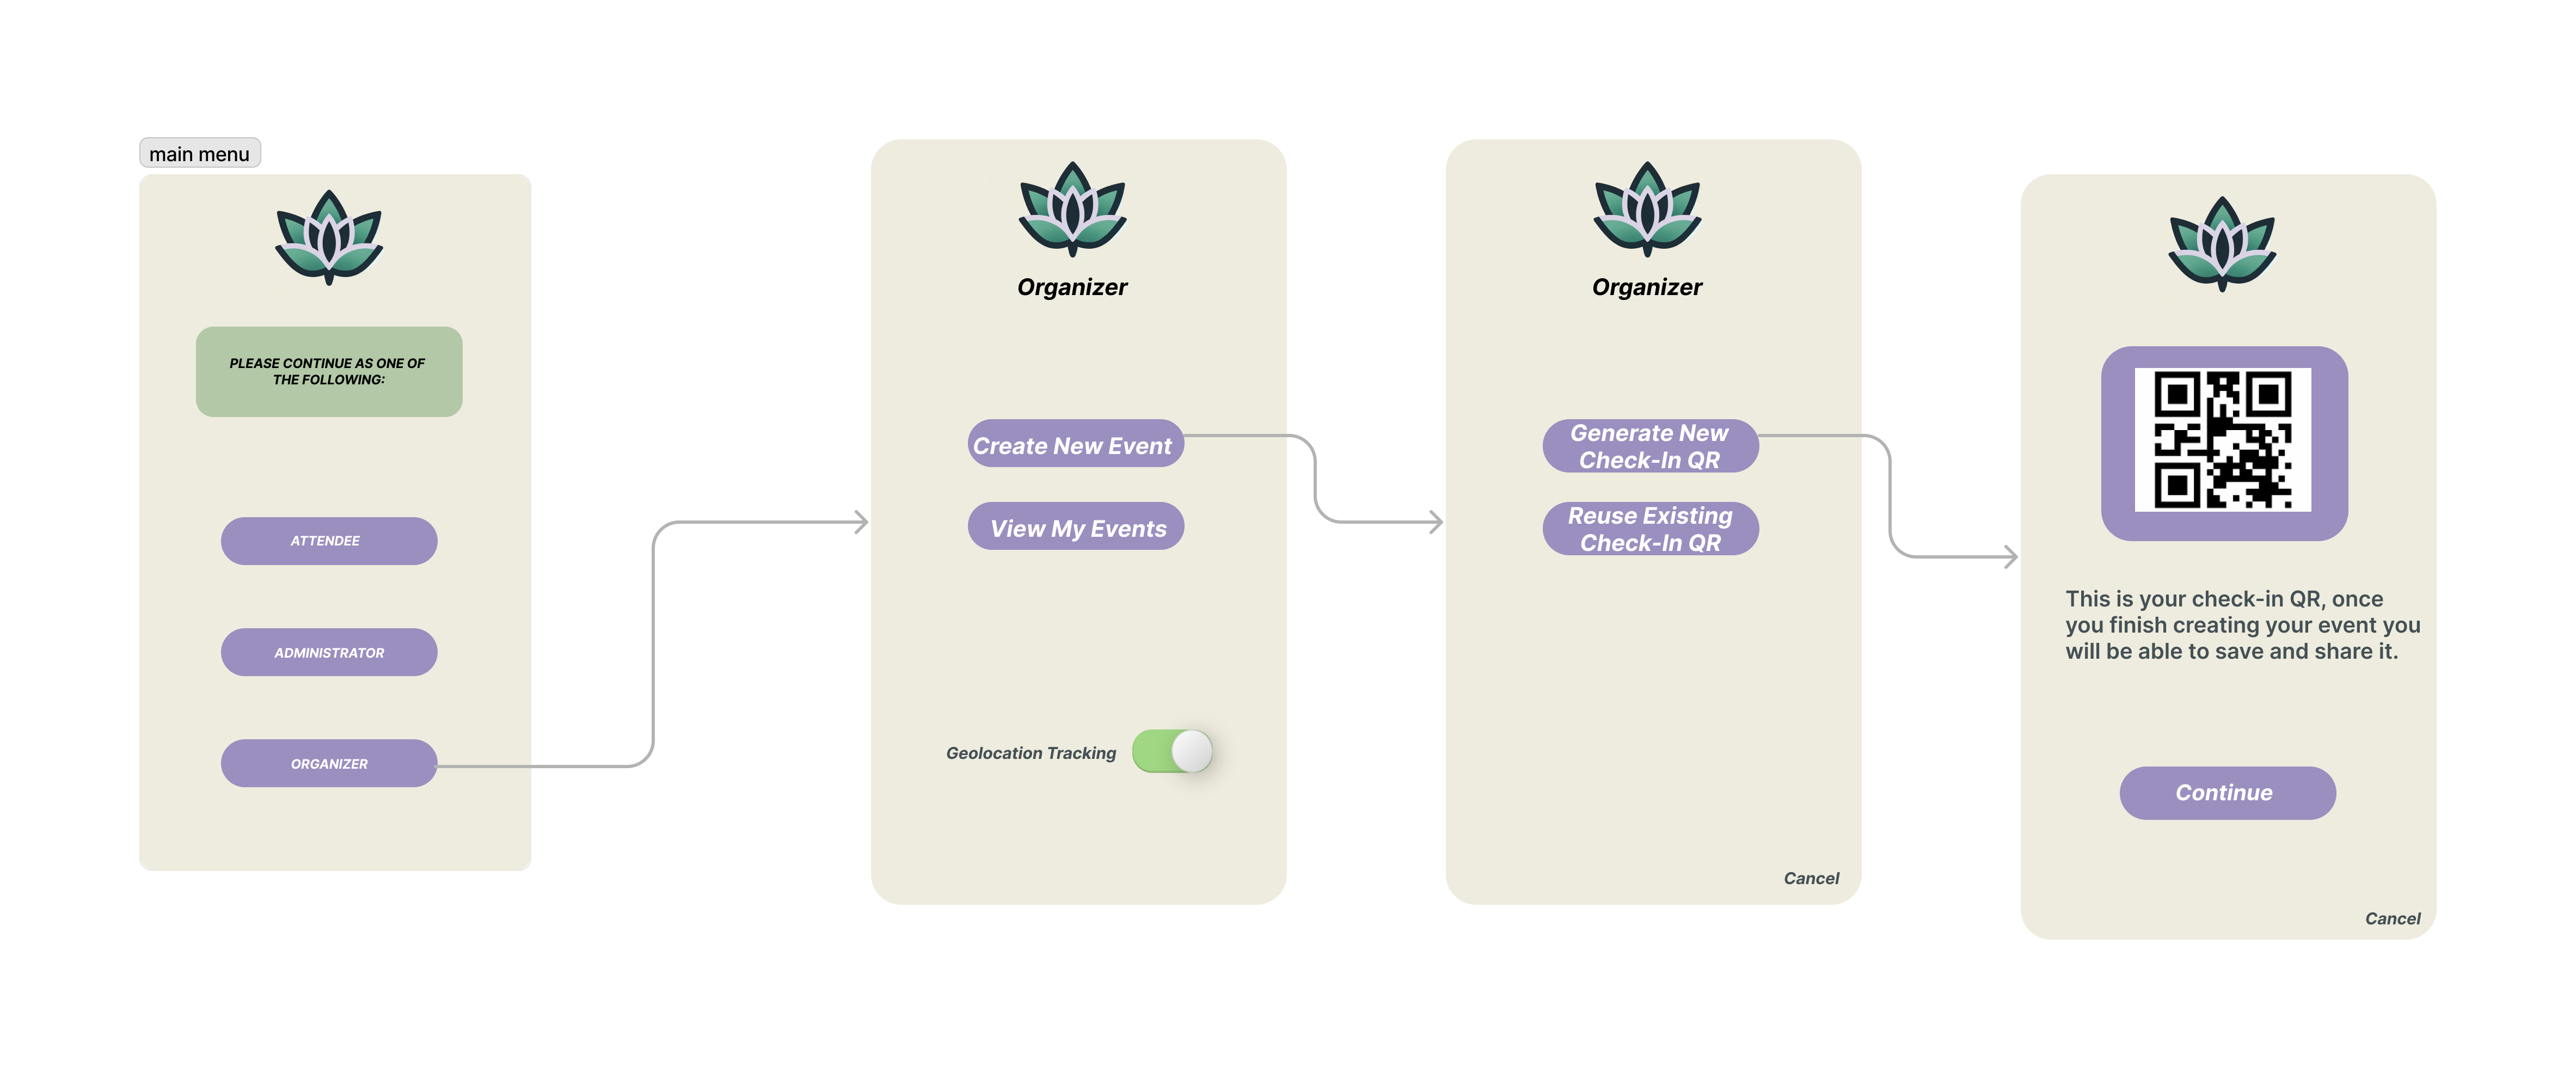 main menu
PLEASE CONTINUE AS ONE OF
THE FOLLOWING:
ATTENDEE
ADMINISTRATOR
ORGANIZER
Organizer
Create New Event
View My Events
Geolocation Tracking
Organizer
Generate New
Check-In QR
Reuse Existing
Check-In QR
Cancel
This is your check-in QR, once
you finish creating your event you
will be able to save and share it.
Continue
Cancel